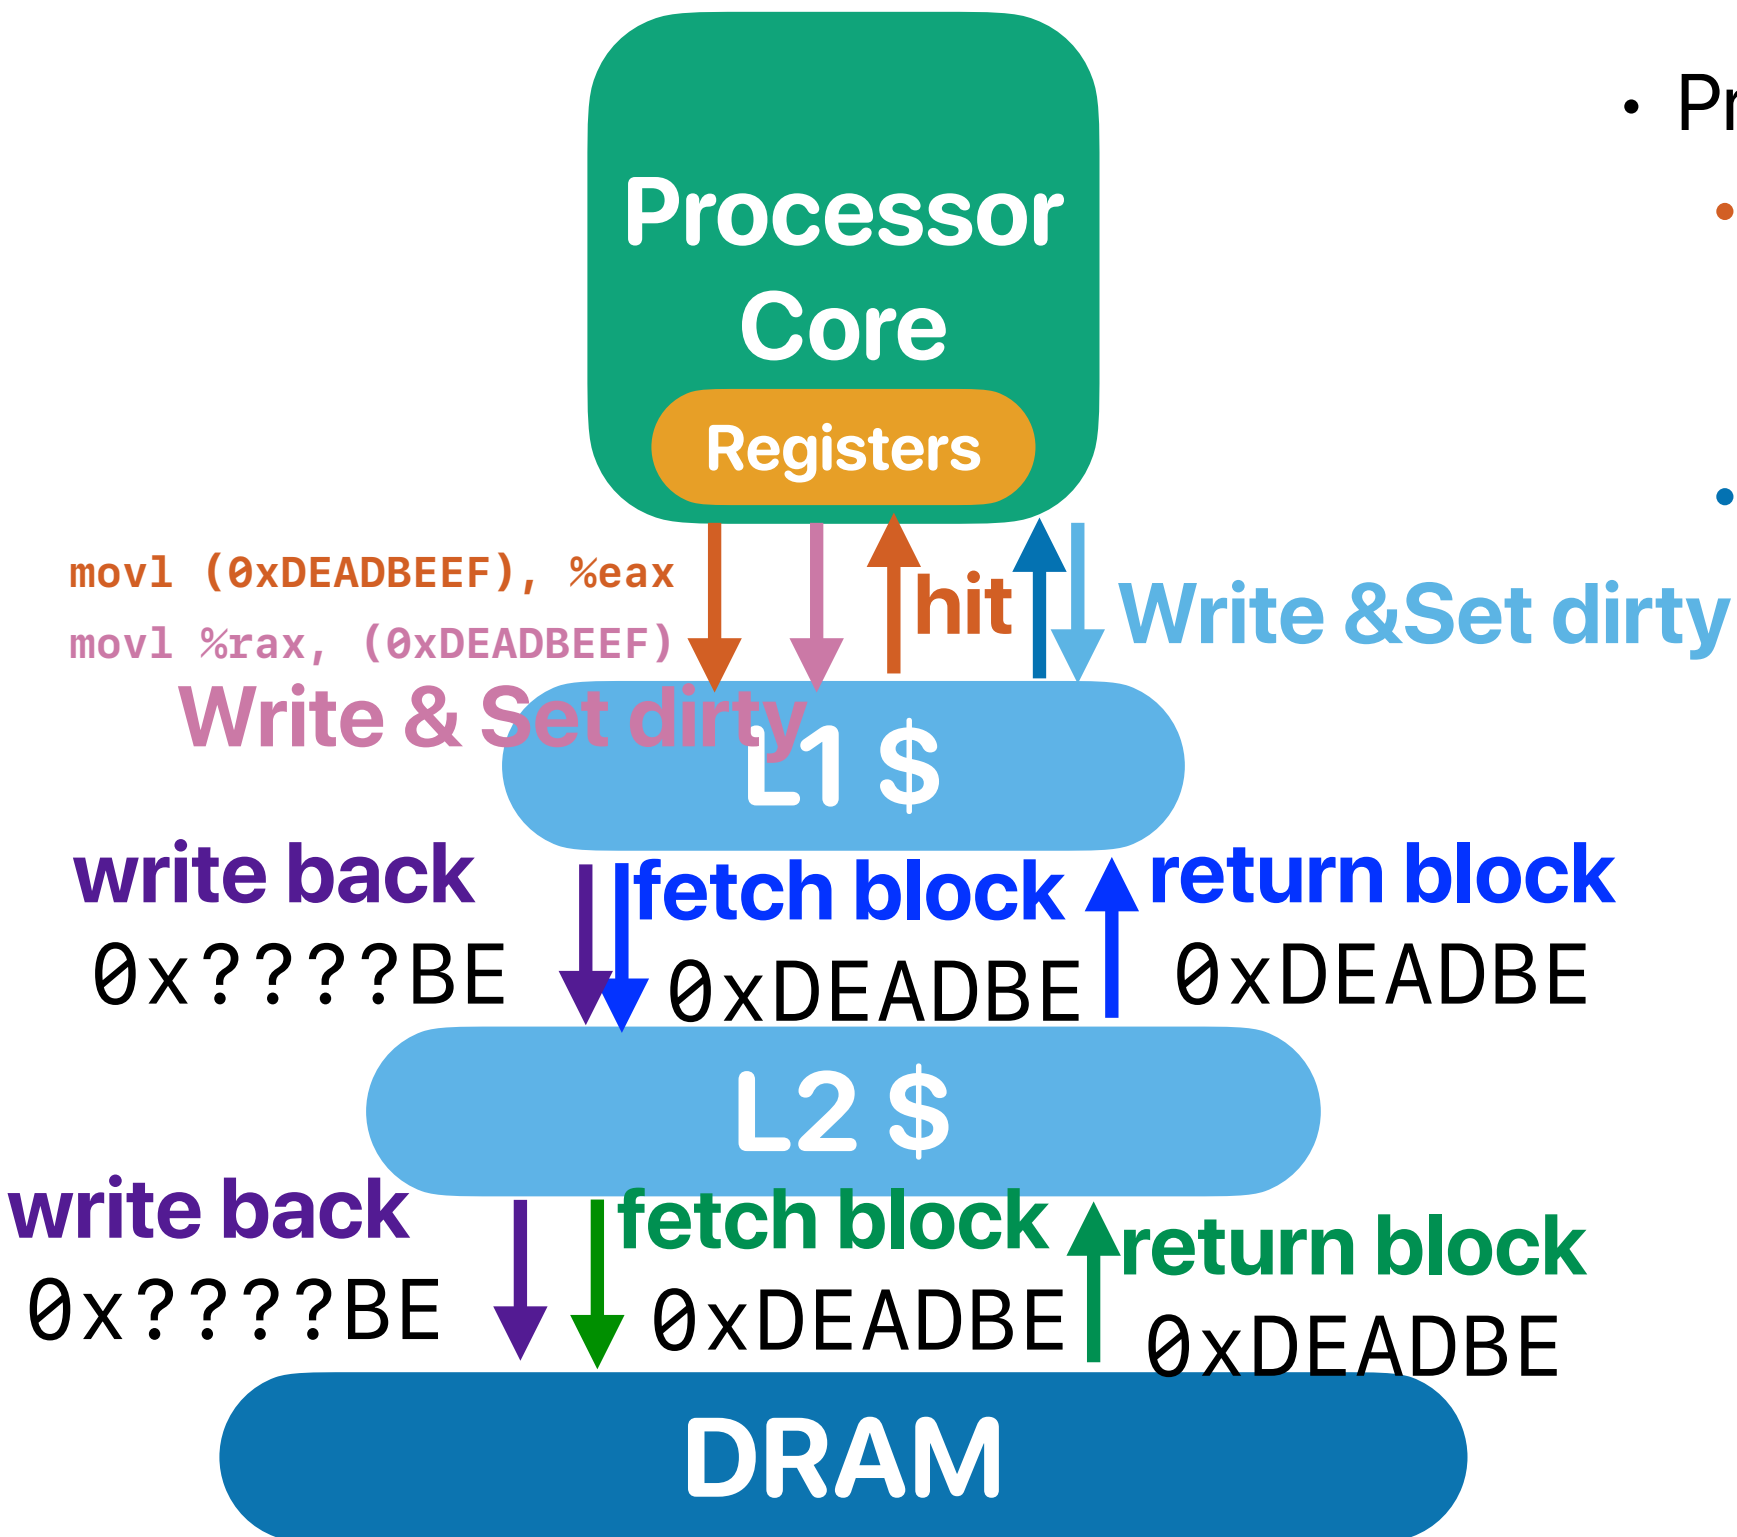 Processor
Core
Registers
movl (0xDEADBEEF), %eax
movl %rax, (0xDEADBEEF)
hit
Write &Set dirty
Write & Set dirty
L1 $
write back
0x????BE
fetch block
0xDEADBE
return block
0xDEADBE
L2 $
write back
0x????BE
fetch block
0xDEADBE
return block
0xDEADBE
DRAM